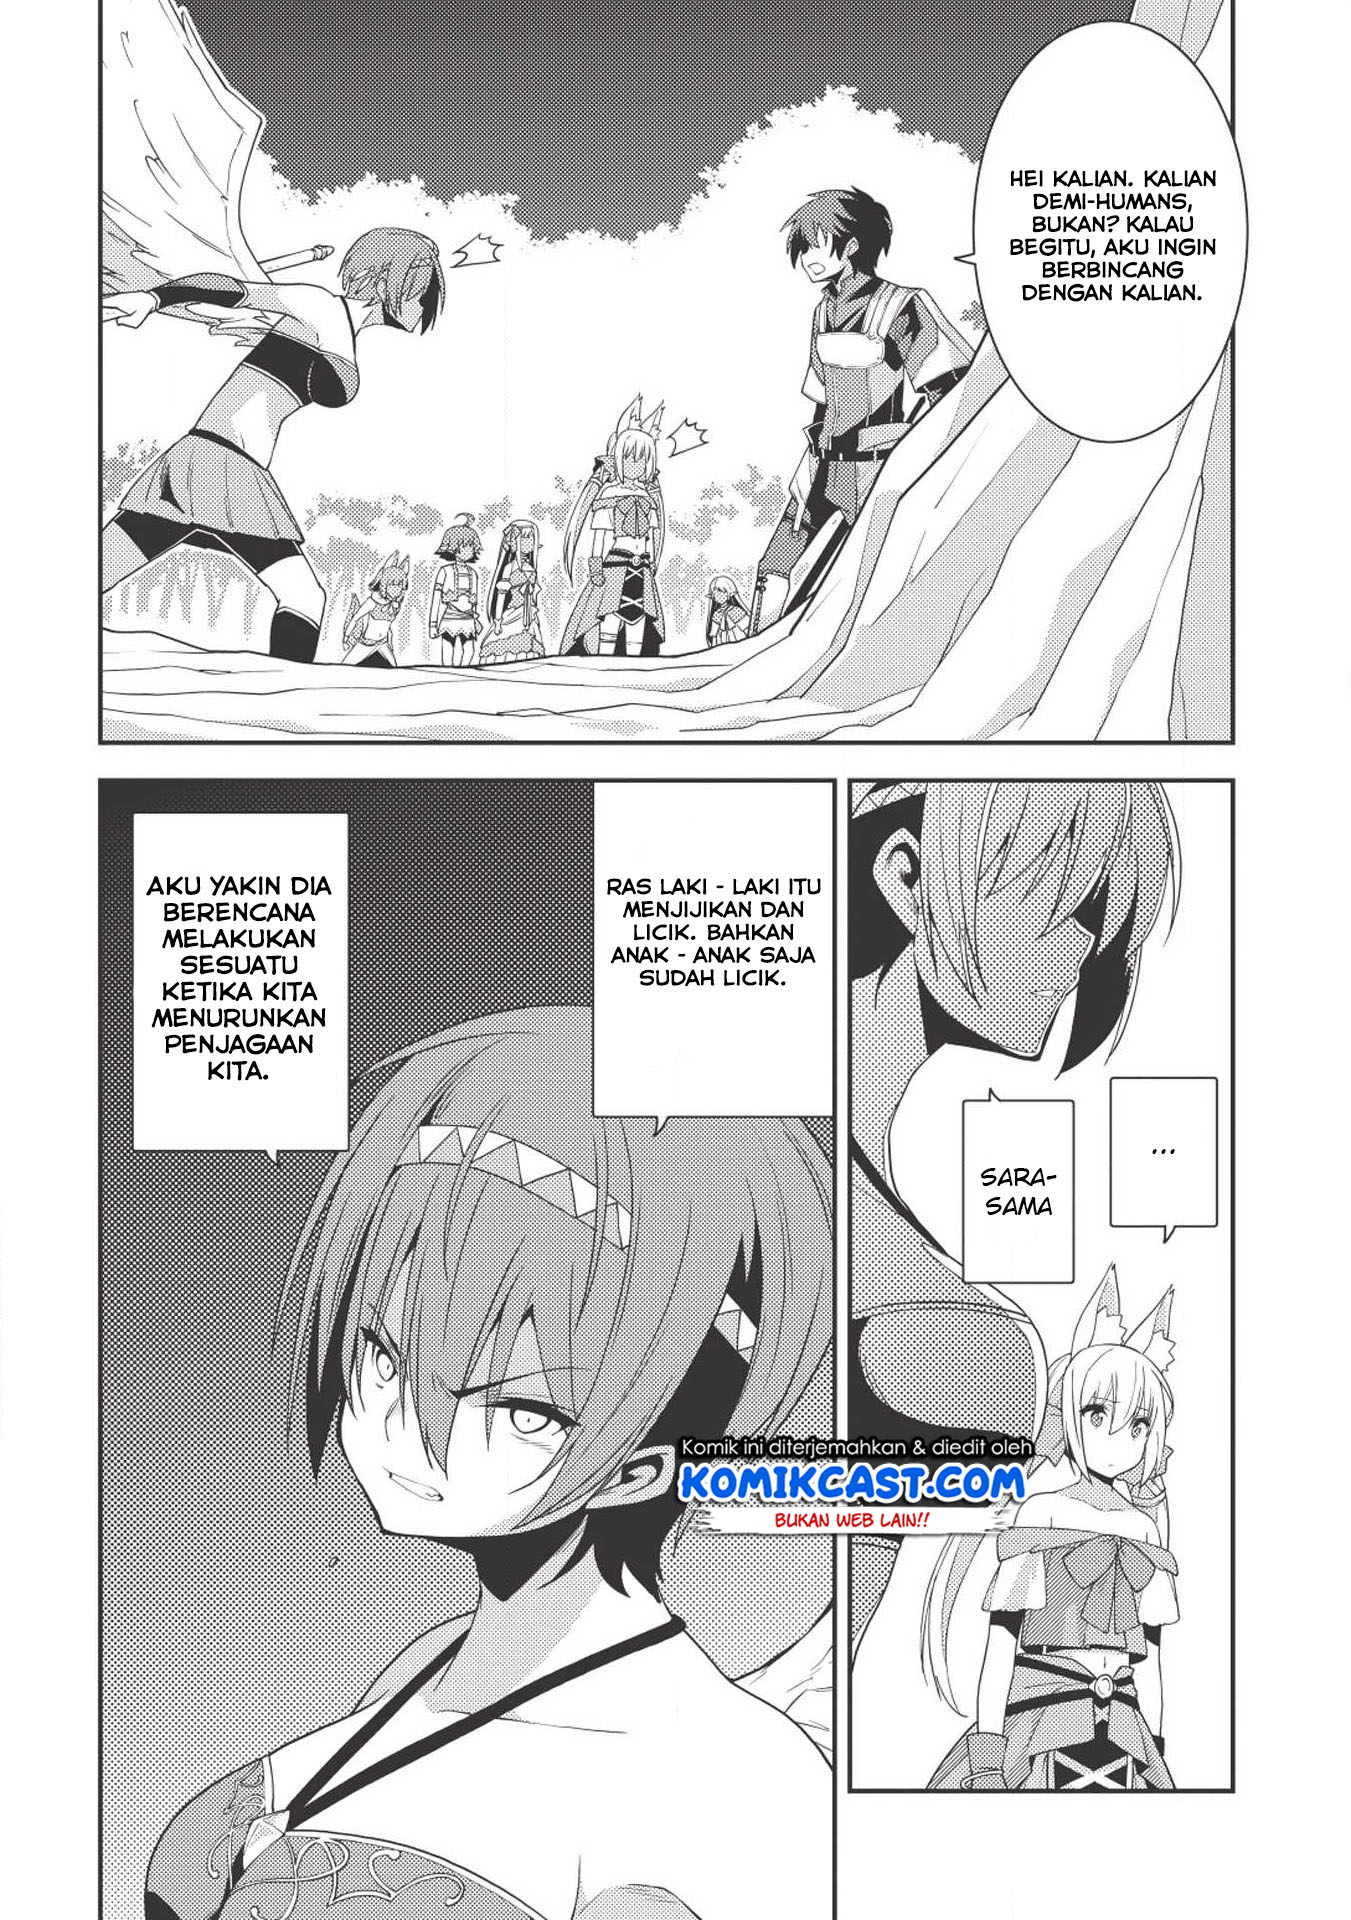 HEI KALIAN. KALIAN
DEMI-HUMANS,
BUKAN? KALAU
BEGITU, AKU INGIN
BERBINCANG
DENGAN KALIAN.
...
SARA-
SAMA
RAS LAKI - LAKI ITU
MENJIJIKAN DAN
LICIK. BAHKAN
ANAK - ANAK SAJA
SUDAH LICIK.
AKU YAKIN DIA
BERENCANA
MELAKUKAN
SESUATU
KETIKA KITA
MENURUNKAN
PENJAGAAN
KITA.
Komik ini diterjemahkan & diedit oleh
KOMIKCAST.COM
BUKAN WEB LAIN!!